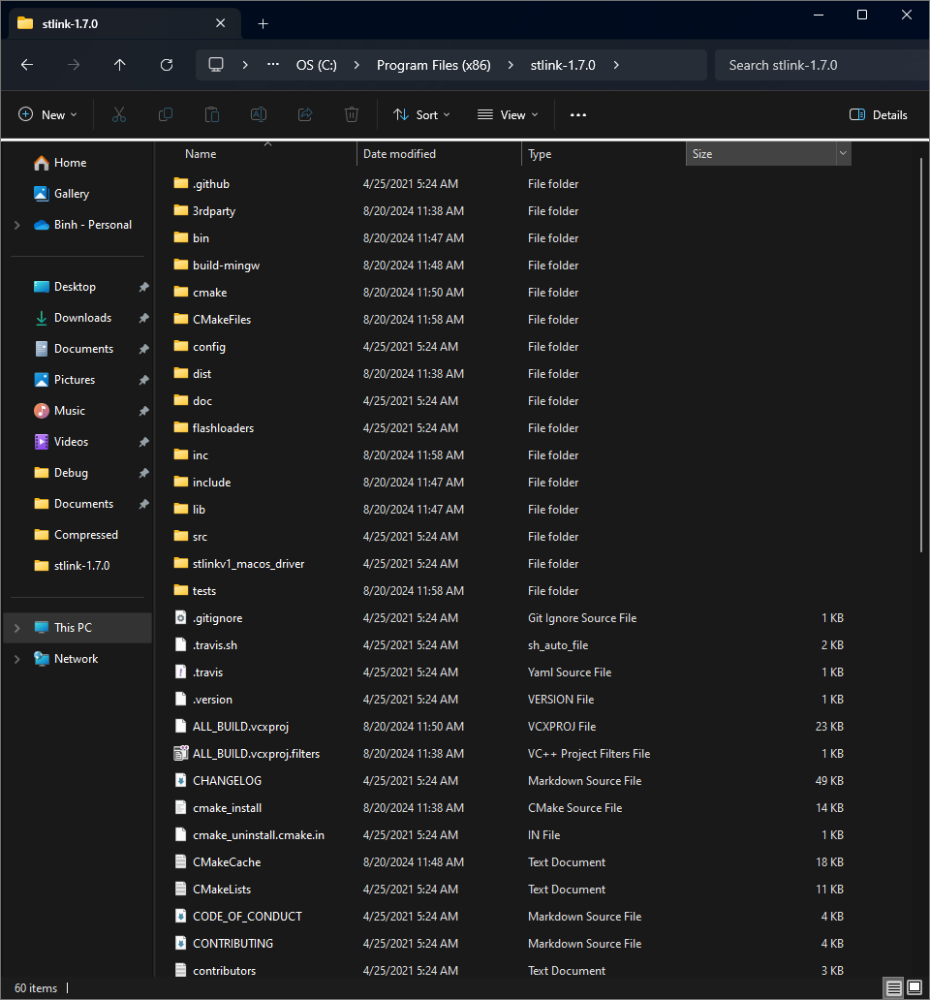 stlink-1.7.0
OS (C:) Program Files (x86) stlink-1.7.0 Search stlink-1.7.0
New Sort View Details
Home
Gallery
Binh - Personal
Desktop
Downloads
Documents
Pictures
Music
Videos
Debug
Documents
Compressed
stlink-1.7.0
This PC
Network
Name Date modified Type Size
.github 4/25/2021 5:24 AM File folder
3rdparty 8/20/2024 11:38 AM File folder
bin 8/20/2024 11:47 AM File folder
build-mingw 8/20/2024 11:48 AM File folder
cmake 8/20/2024 11:50 AM File folder
CMakeFiles 8/20/2024 11:58 AM File folder
config 4/25/2021 5:24 AM File folder
dist 8/20/2024 11:38 AM File folder
doc 4/25/2021 5:24 AM File folder
flashloaders 4/25/2021 5:24 AM File folder
inc 8/20/2024 11:58 AM File folder
include 8/20/2024 11:47 AM File folder
lib 8/20/2024 11:47 AM File folder
src 4/25/2021 5:24 AM File folder
stlinkv1_macos_driver 4/25/2021 5:24 AM File folder
tests 8/20/2024 11:58 AM File folder
.gitignore 4/25/2021 5:24 AM Git Ignore Source File 1 KB
.travis.sh 4/25/2021 5:24 AM sh_auto_file 2 KB
.travis 4/25/2021 5:24 AM Yaml Source File 1 KB
.version 4/25/2021 5:24 AM VERSION File 1 KB
ALL_BUILD.vcxproj 8/20/2024 11:50 AM VCXPROJ File 23 KB
ALL_BUILD.vcxproj.filters 8/20/2024 11:38 AM VC++ Project Filters File 1 KB
CHANGELOG 4/25/2021 5:24 AM Markdown Source File 49 KB
cmake_install 8/20/2024 11:38 AM CMake Source File 14 KB
cmake_uninstall.cmake.in 4/25/2021 5:24 AM IN File 1 KB
CMakeCache 8/20/2024 11:48 AM Text Document 18 KB
CMakeLists 4/25/2021 5:24 AM Text Document 11 KB
CODE_OF_CONDUCT 4/25/2021 5:24 AM Markdown Source File 4 KB
CONTRIBUTING 4/25/2021 5:24 AM Markdown Source File 4 KB
contributors 4/25/2021 5:24 AM Text Document 3 KB
60 items